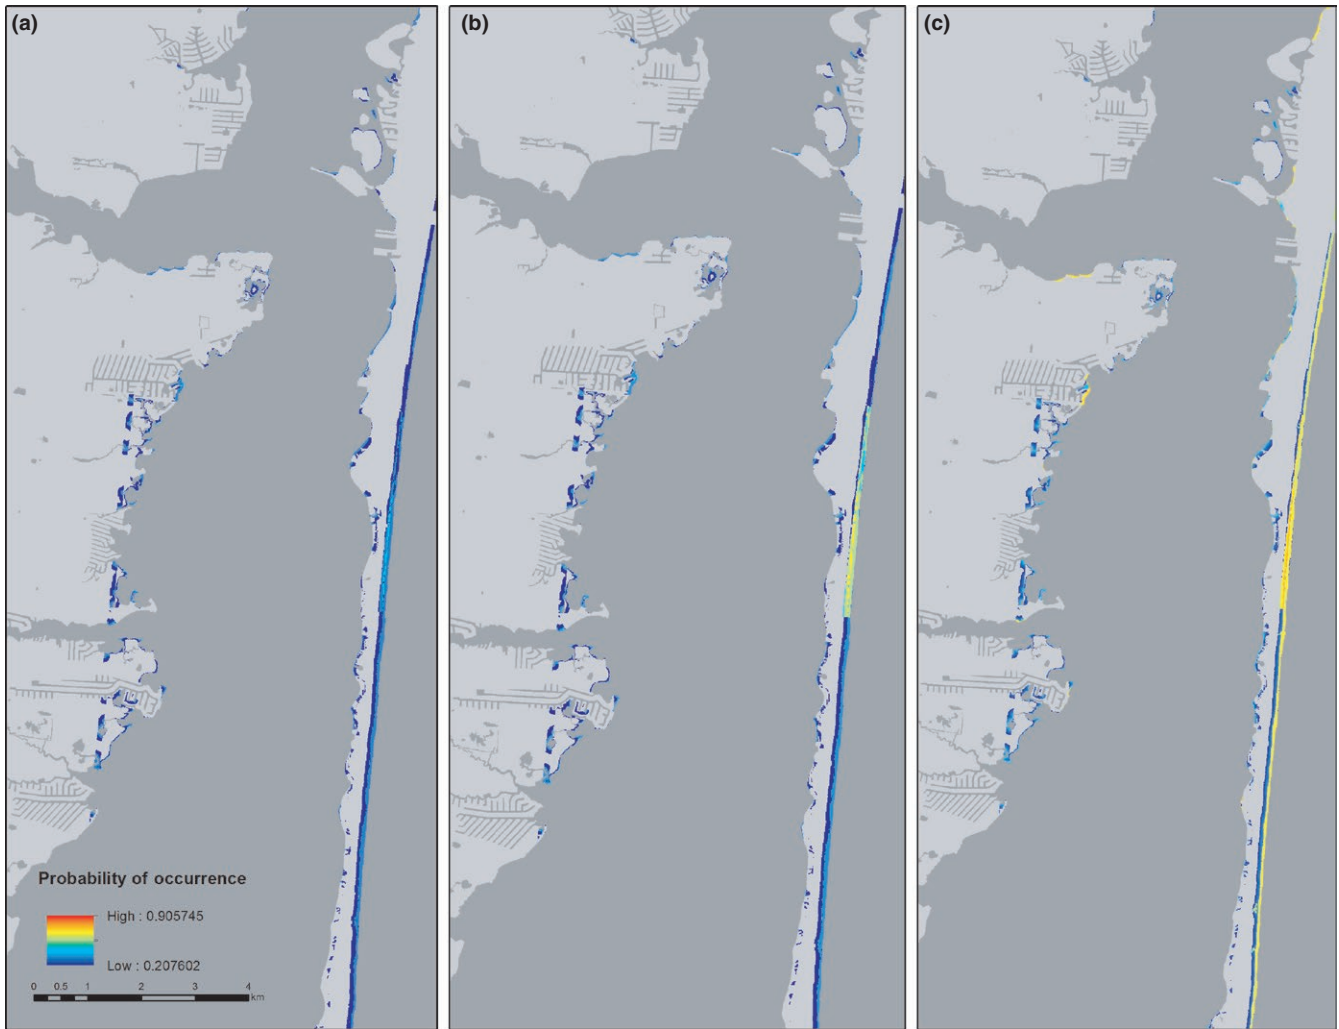 (a)
(b)
(c)
Probability of occurrence
High : 0.905745
Low : 0.207602
0 0.5 1 2 3 4
km